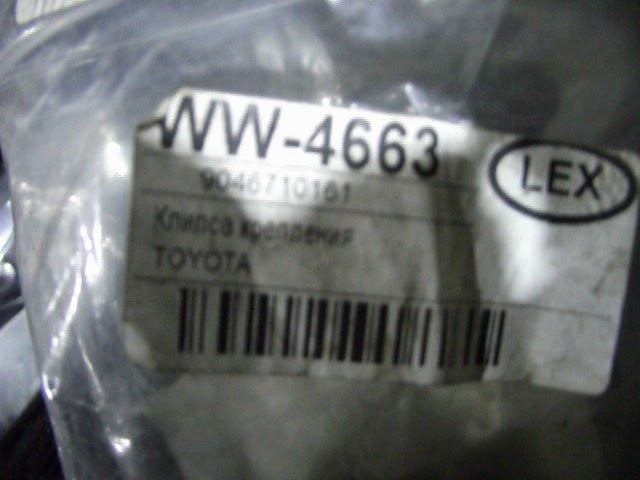 WW-4663
LEX
9046710161
Клипса крепления
TOYOTA